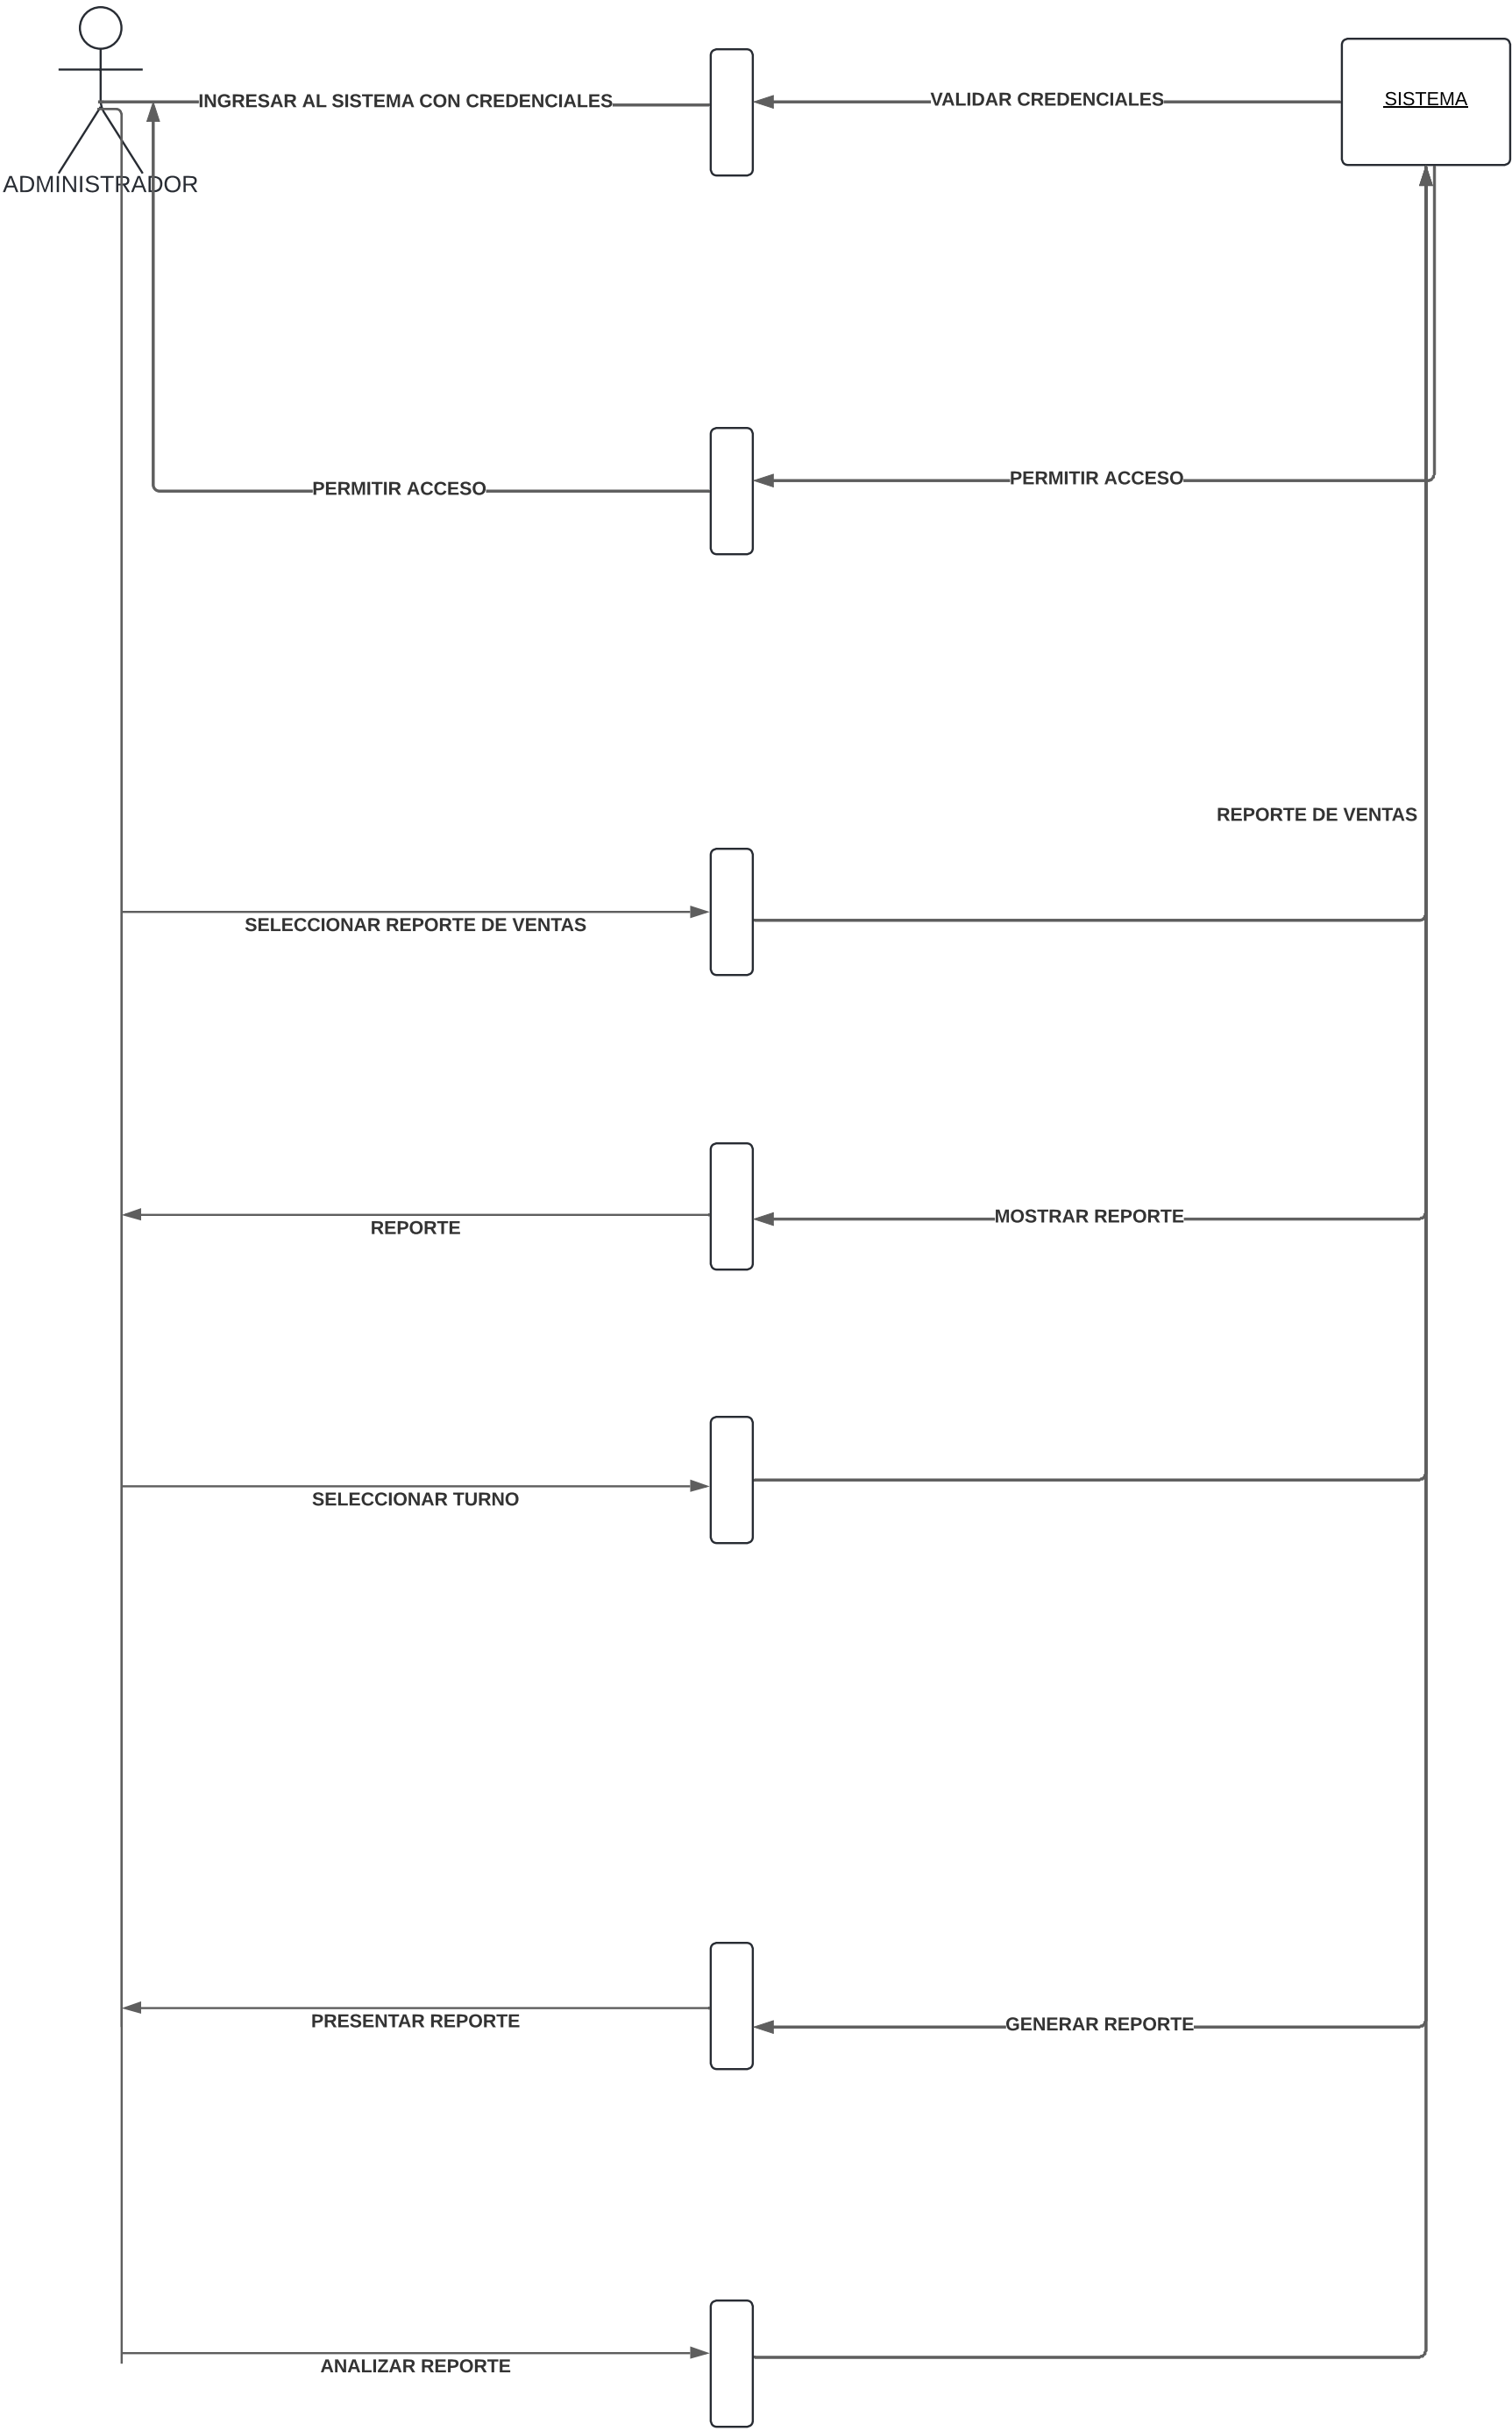 INGRESAR AL SISTEMA CON CREDENCIALES
VALIDAR CREDENCIALES
SISTEMA
ADMINISTRADOR
PERMITIR ACCESO
PERMITIR ACCESO
REPORTE DE VENTAS
SELECCIONAR REPORTE DE VENTAS
REPORTE
MOSTRAR REPORTE
SELECCIONAR TURNO
PRESENTAR REPORTE
GENERAR REPORTE
ANALIZAR REPORTE